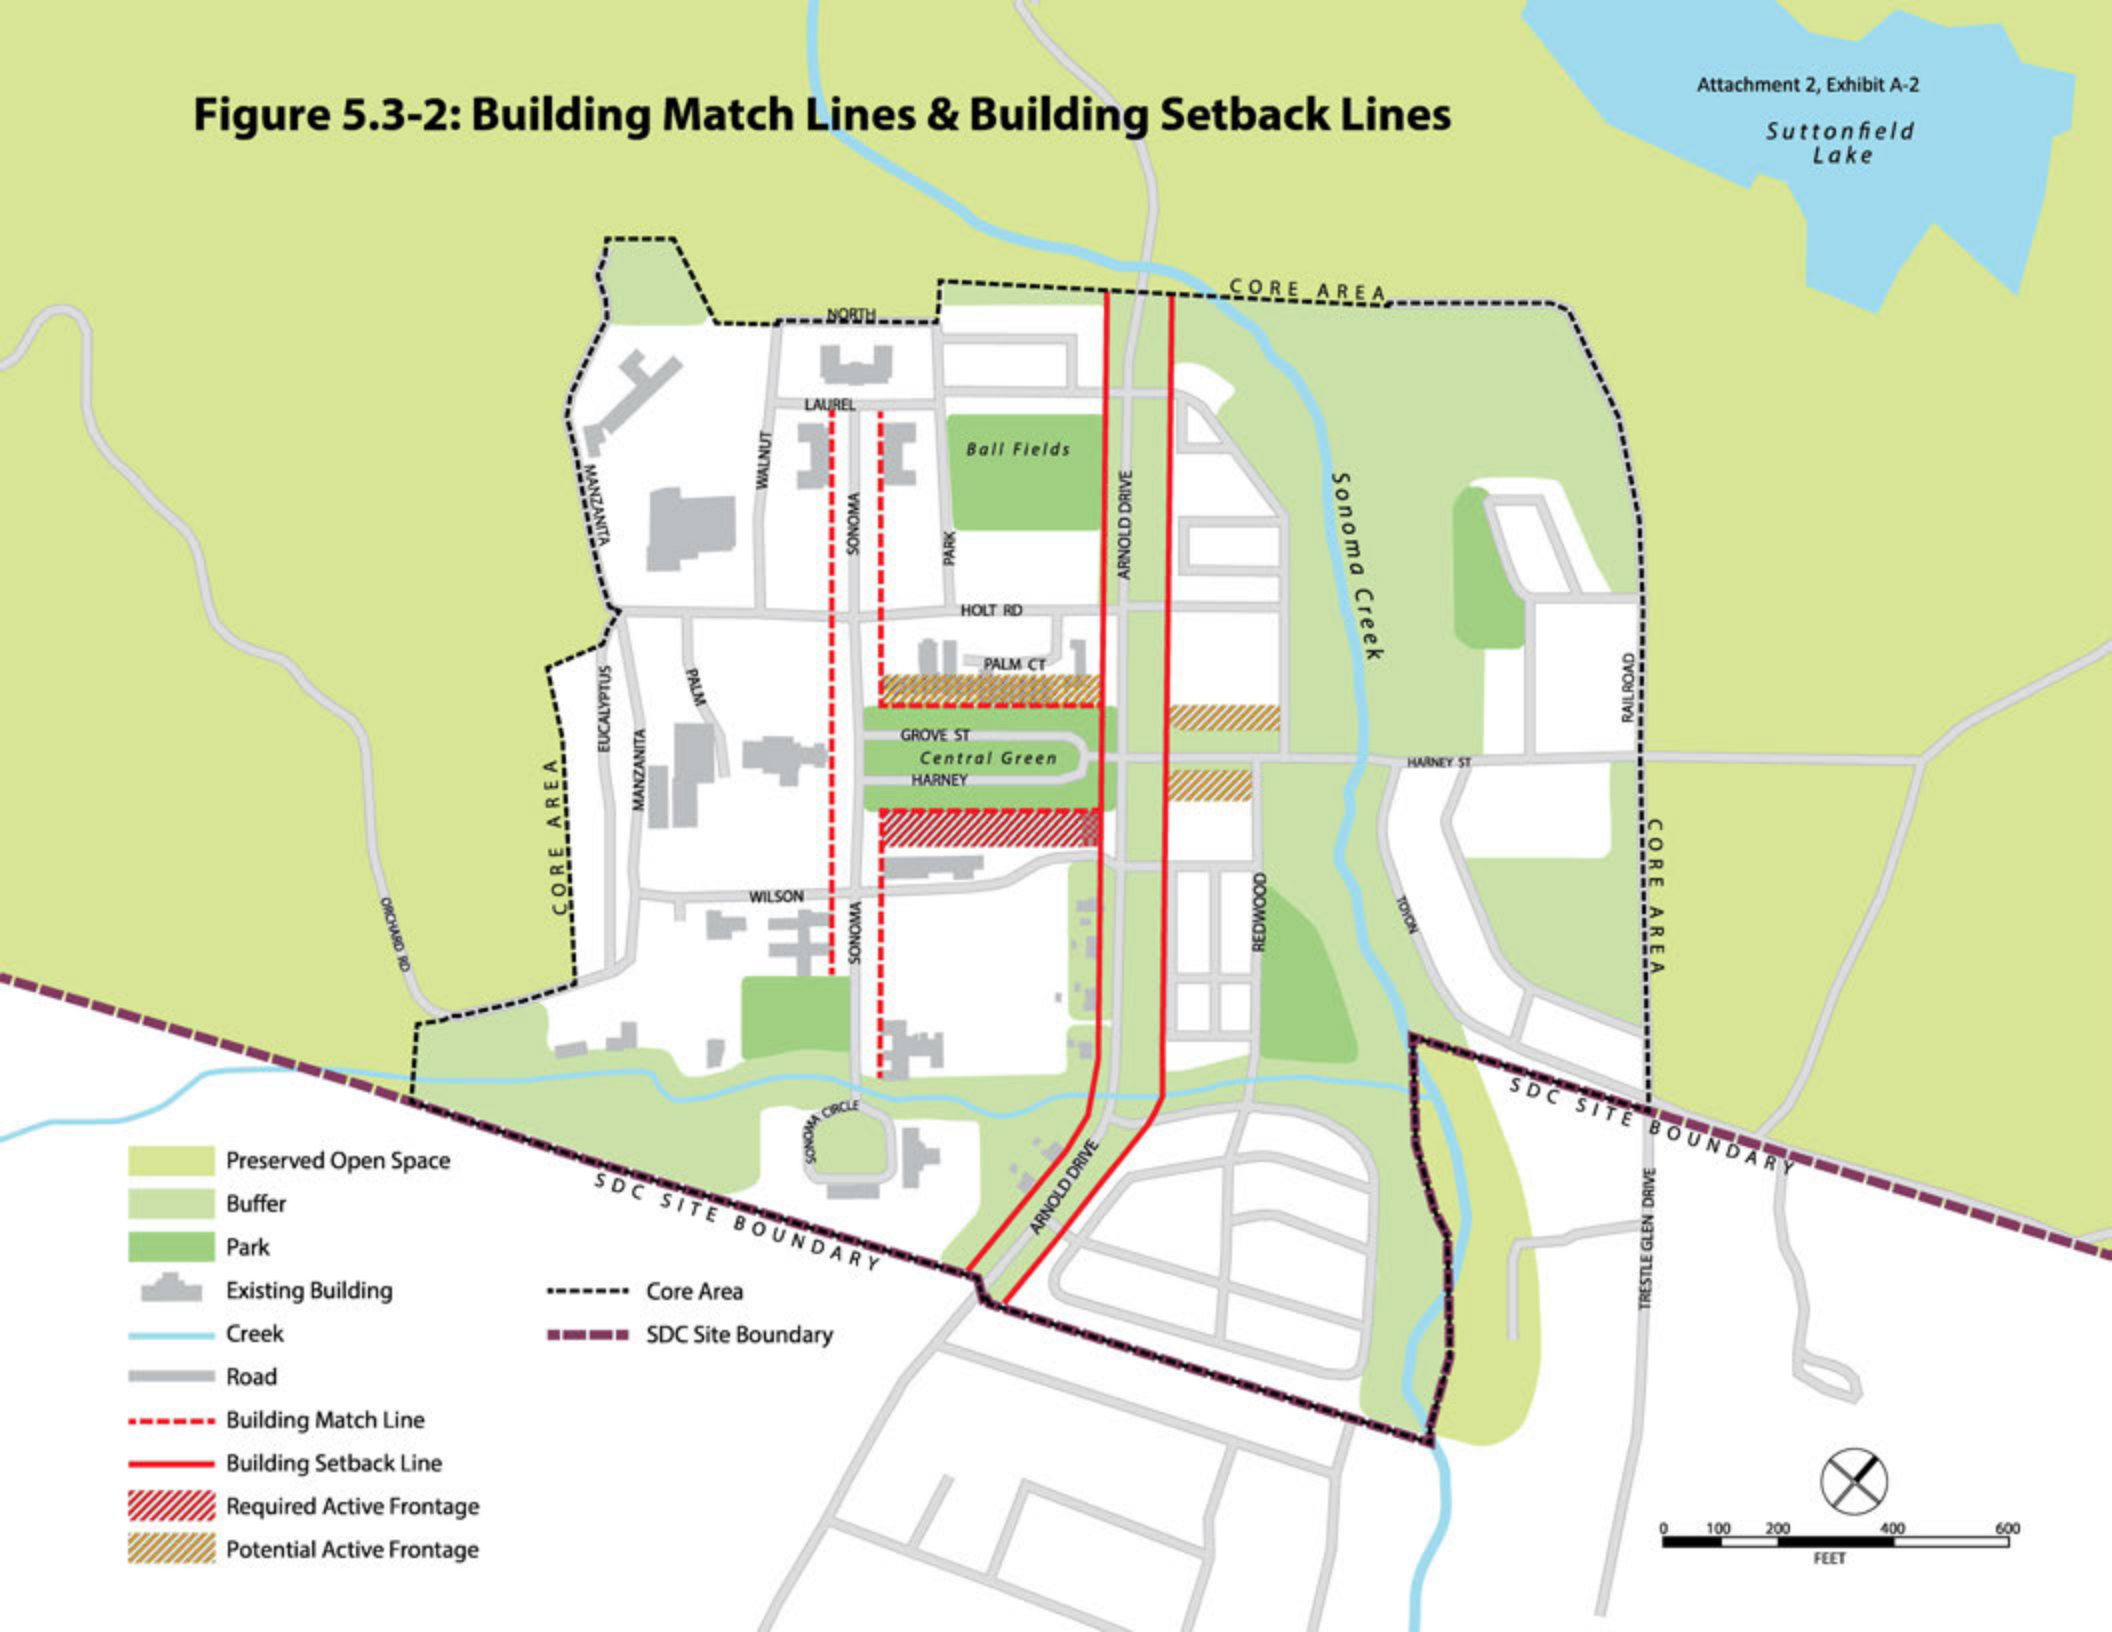 Attachment 2, Exhibit A-2
Figure 5.3-2: Building Match Lines & Building Setback Lines
Suttonfield
Lake
CORE AREA
NORTH
LAUREL
Ball Fields
WALNUT
MANZANITA
SONOMA
PARK
ARNOLD DRIVE
Sonoma Creek
HOLT RD
PALM CT
PALM
EUCALYPTUS
MANZANITA
RAILROAD
GROVE ST
Central Green
HARNEY
HARNEY ST
CORE AREA
CORE AREA
WILSON
SONOMA
REDWOOD
TOYON
ORCHARD RD
SONOMA CIRCLE
ARNOLD DRIVE
SDC SITE BOUNDARY
SDC SITE BOUNDARY
TRESTLE GLEN DRIVE
Preserved Open Space
Buffer
Park
Existing Building
Creek
Road
Building Match Line
Building Setback Line
Required Active Frontage
Potential Active Frontage
Core Area
SDC Site Boundary
0 100 200 400 600
FEET